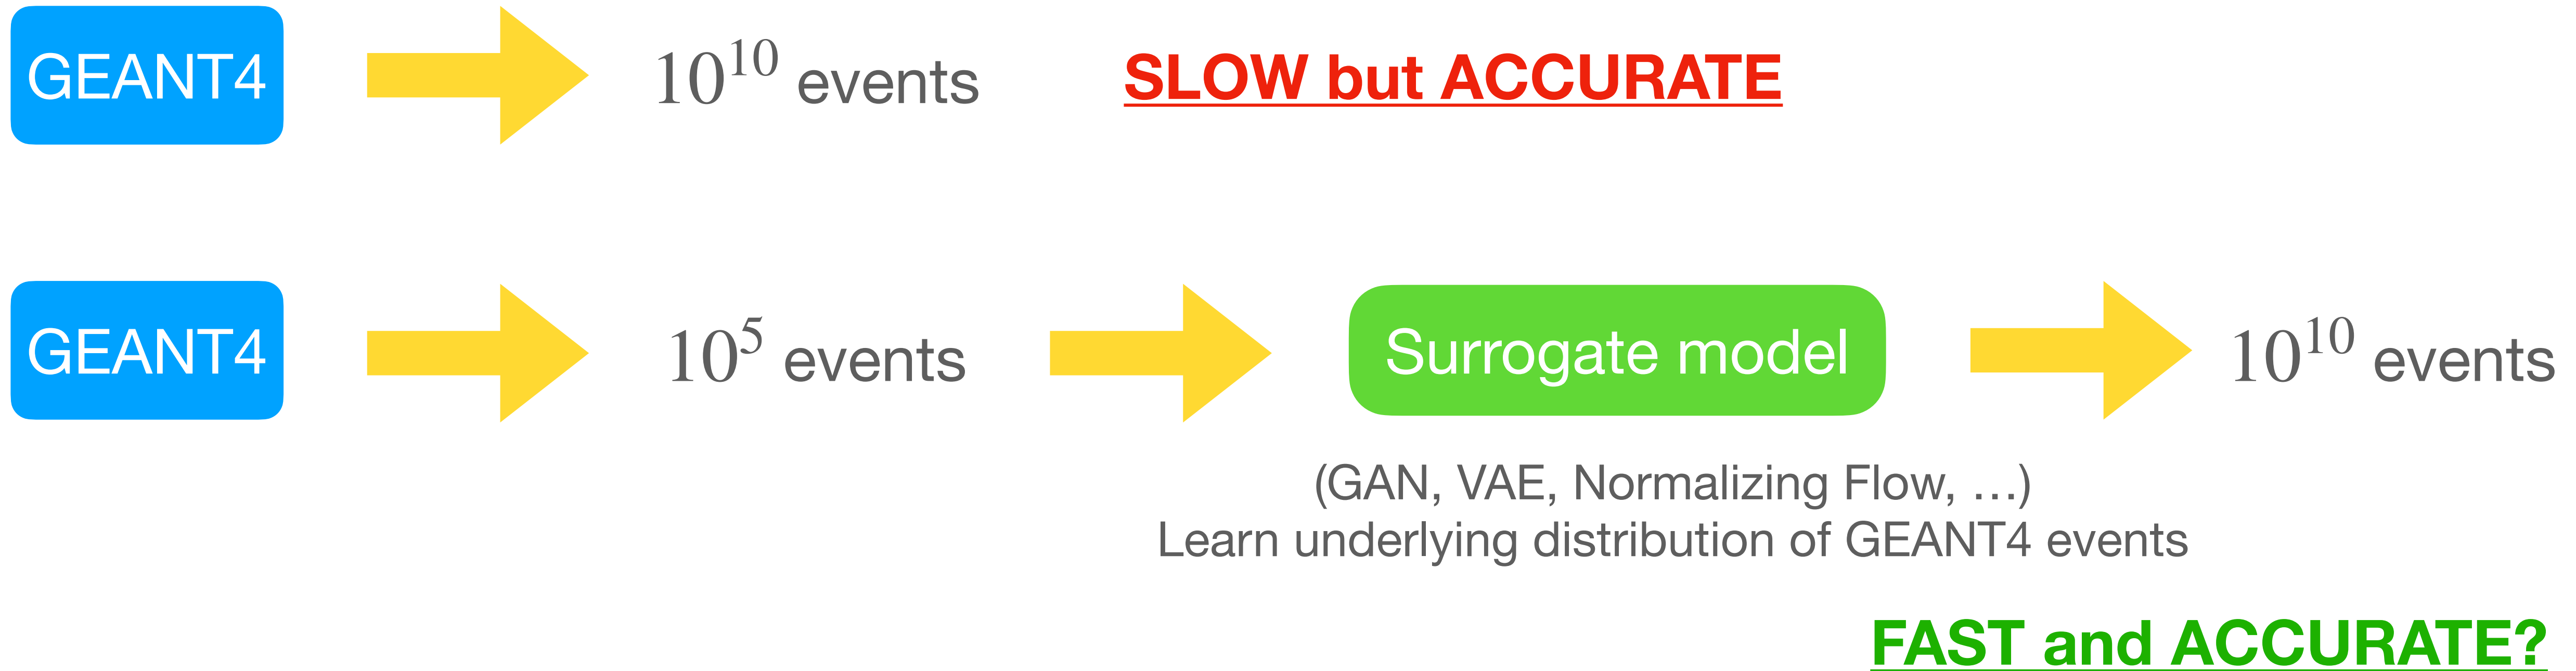 GEANT4
10^10 events
SLOW but ACCURATE
GEANT4
10^5 events
Surrogate model
10^10 events
(GAN, VAE, Normalizing Flow, …)
Learn underlying distribution of GEANT4 events
FAST and ACCURATE?